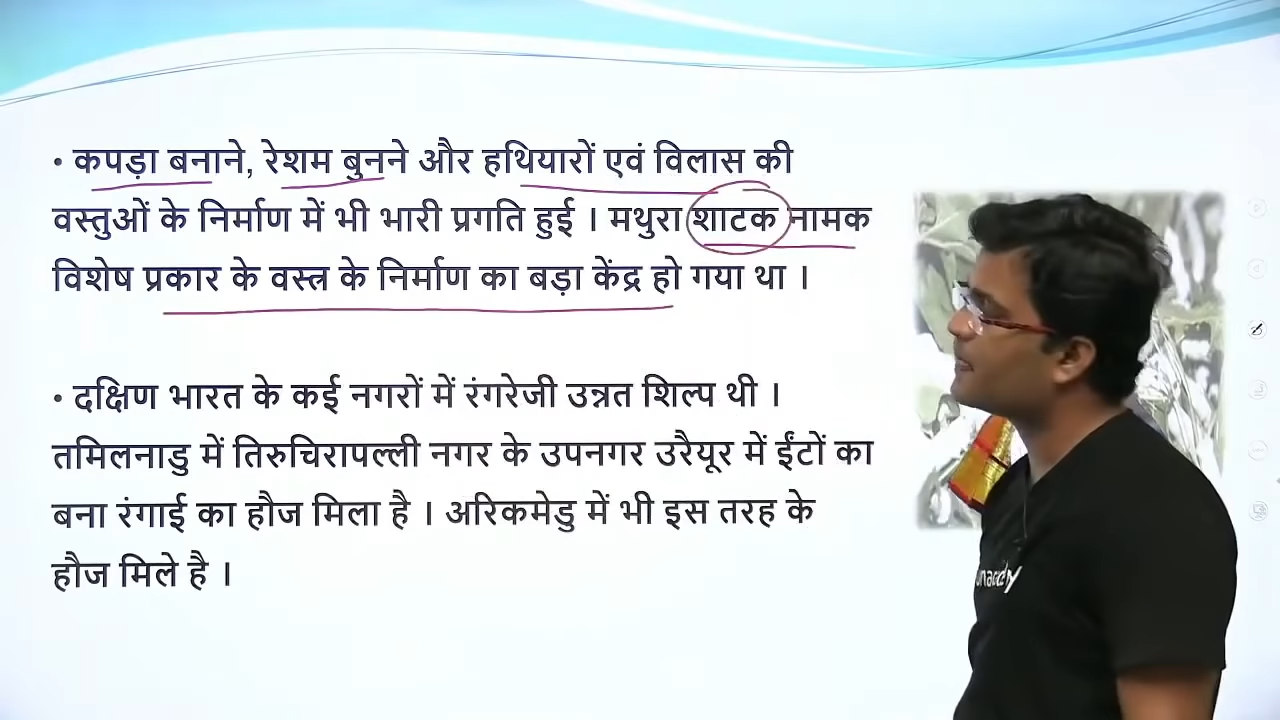 • कपड़ा बनाने, रेशम बुनने और हथियारों एवं विलास की
वस्तुओं के निर्माण में भी भारी प्रगति हुई । मथुरा शाटक नामक
विशेष प्रकार के वस्त्र के निर्माण का बड़ा केंद्र हो गया था ।
• दक्षिण भारत के कई नगरों में रंगरेजी उन्नत शिल्प थी ।
तमिलनाडु में तिरुचिरापल्ली नगर के उपनगर उरैयूर में ईंटों का
बना रंगाई का हौज मिला है । अरिकमेडु में भी इस तरह के
हौज मिले है ।
unacademy